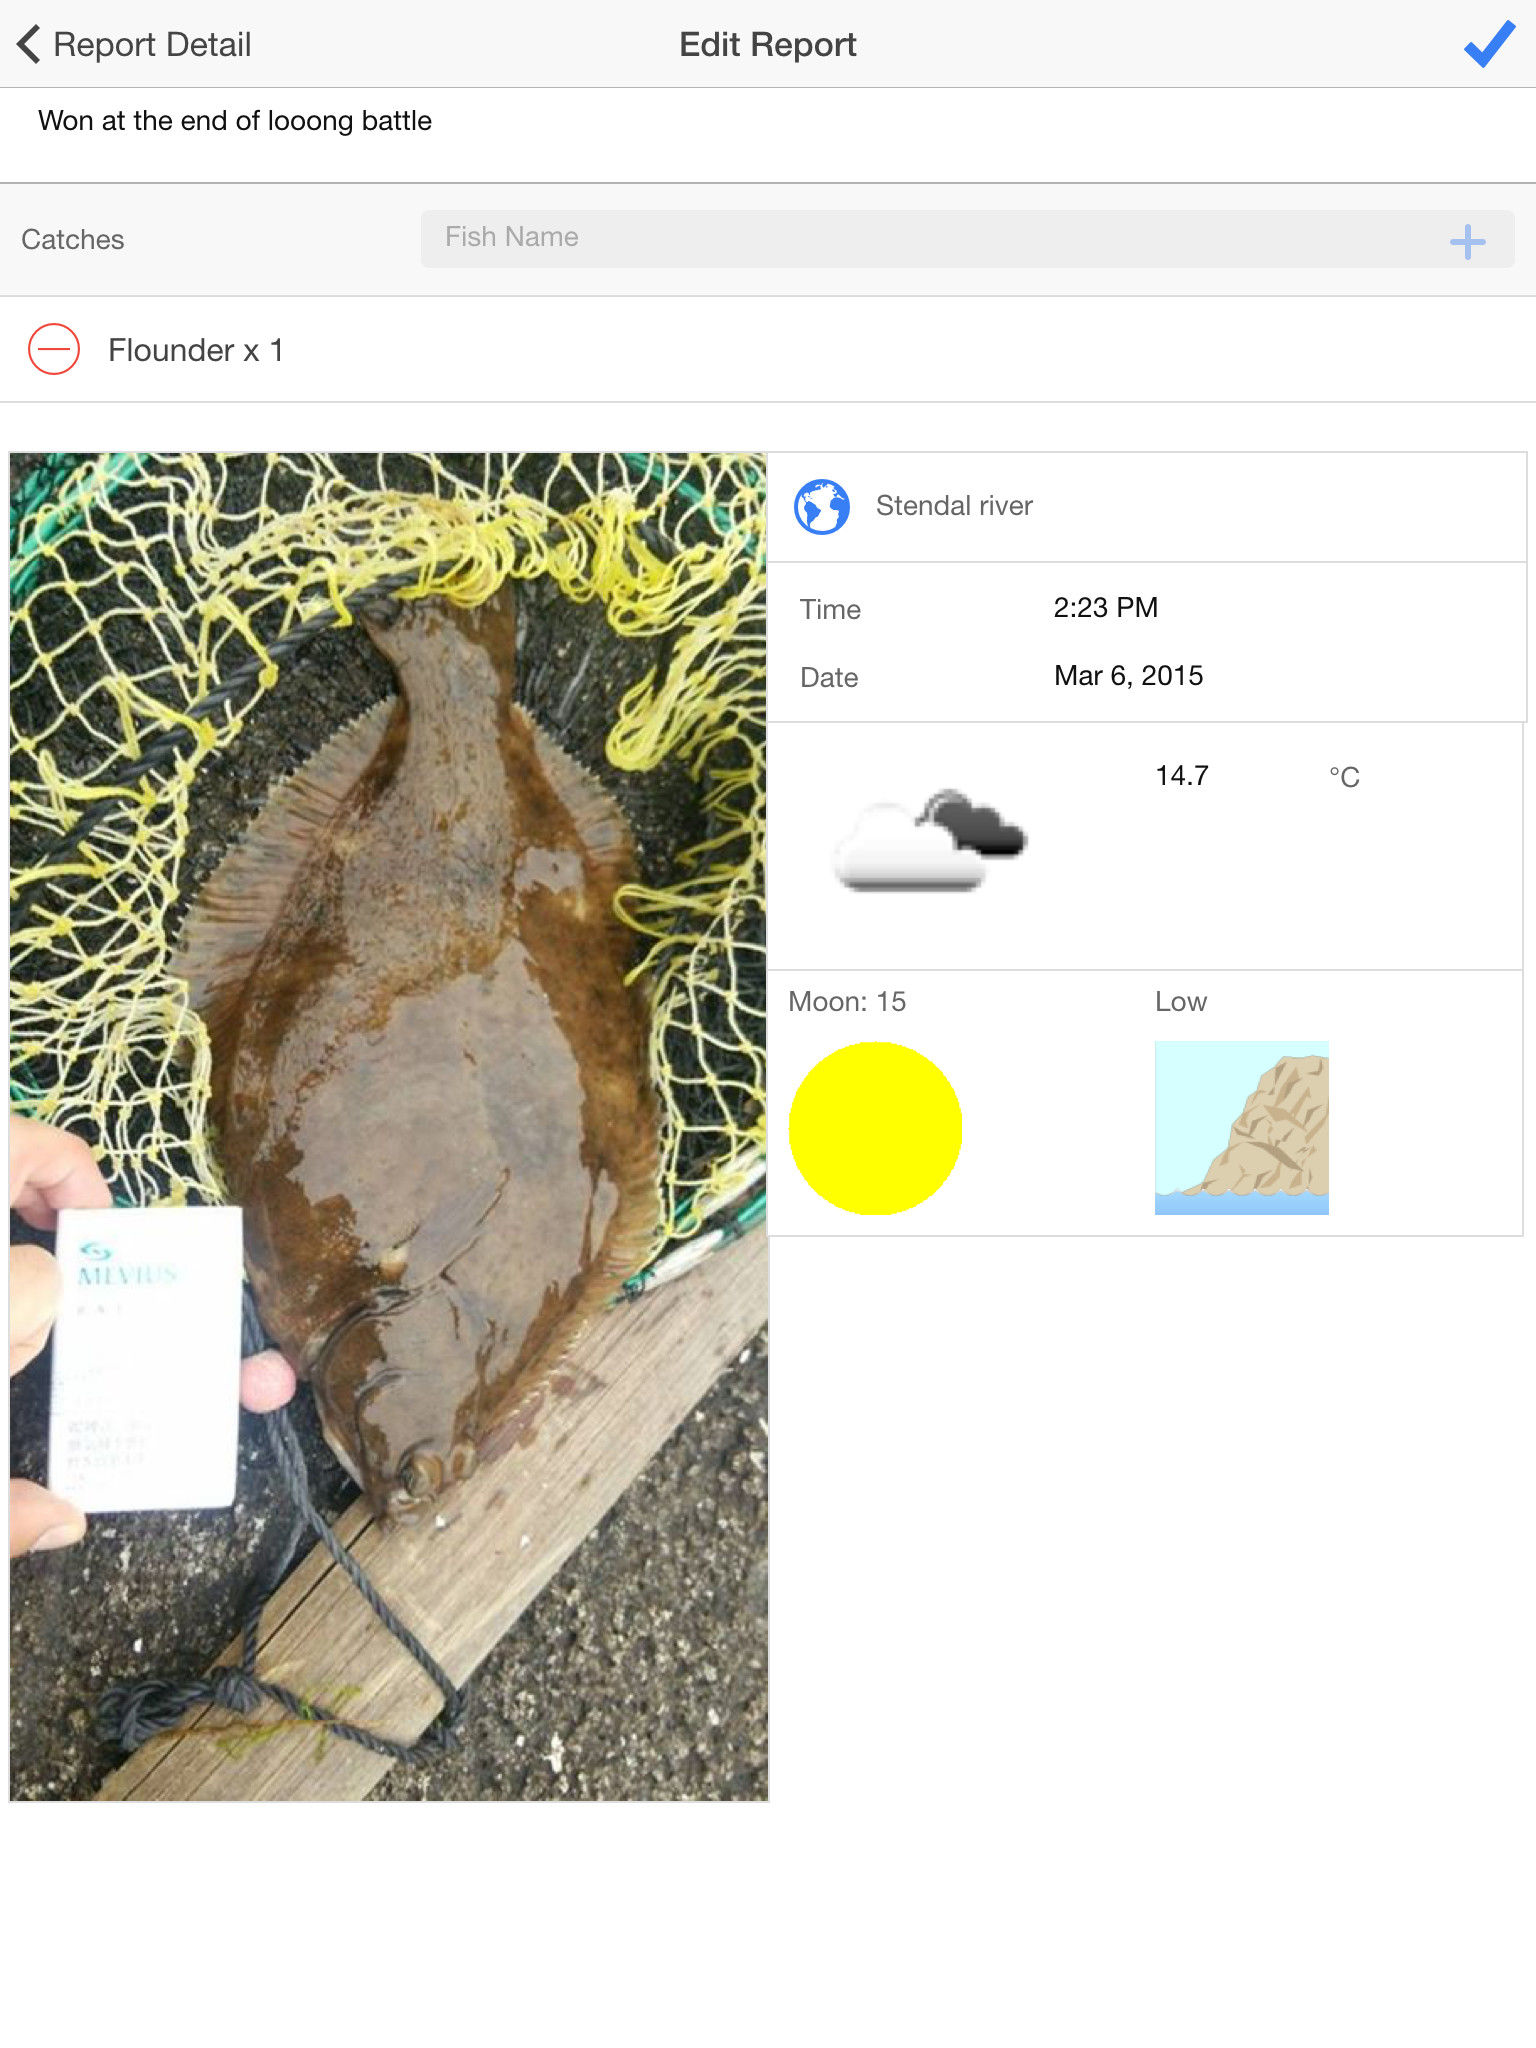 Report Detail
Edit Report
Won at the end of looong battle
Catches
Fish Name
Flounder x 1
Stendal river
Time
2:23 PM
Date
Mar 6, 2015
14.7
°C
Moon: 15
Low
MEVIUS